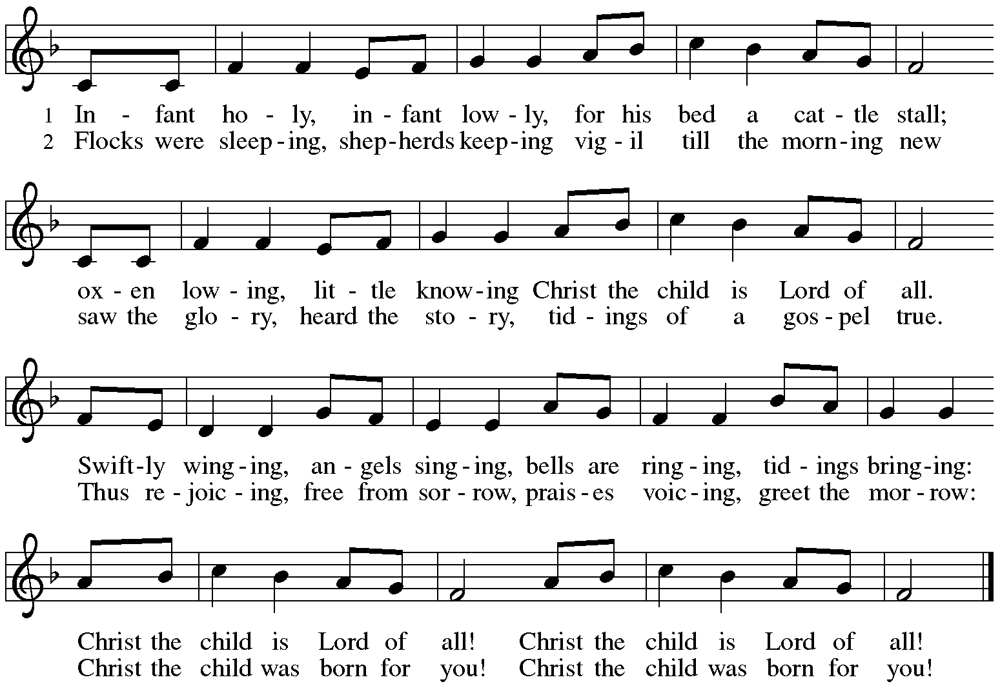 1 In - fant ho - ly, in - fant low - ly, for his bed a cat - tle stall;
2 Flocks were sleep - ing, shep - herds keep - ing vig - il till the morn - ing new
ox - en low - ing, lit - tle know - ing Christ the child is Lord of all.
saw the glo - ry, heard the sto - ry, tid - ings of a gos - pel true.
Swift - ly wing - ing, an - gels sing - ing, bells are ring - ing, tid - ings bring - ing:
Thus re - joic - ing, free from sor - row, prais - es voic - ing, greet the mor - row:
Christ the child is Lord of all! Christ the child is Lord of all!
Christ the child was born for you! Christ the child was born for you!